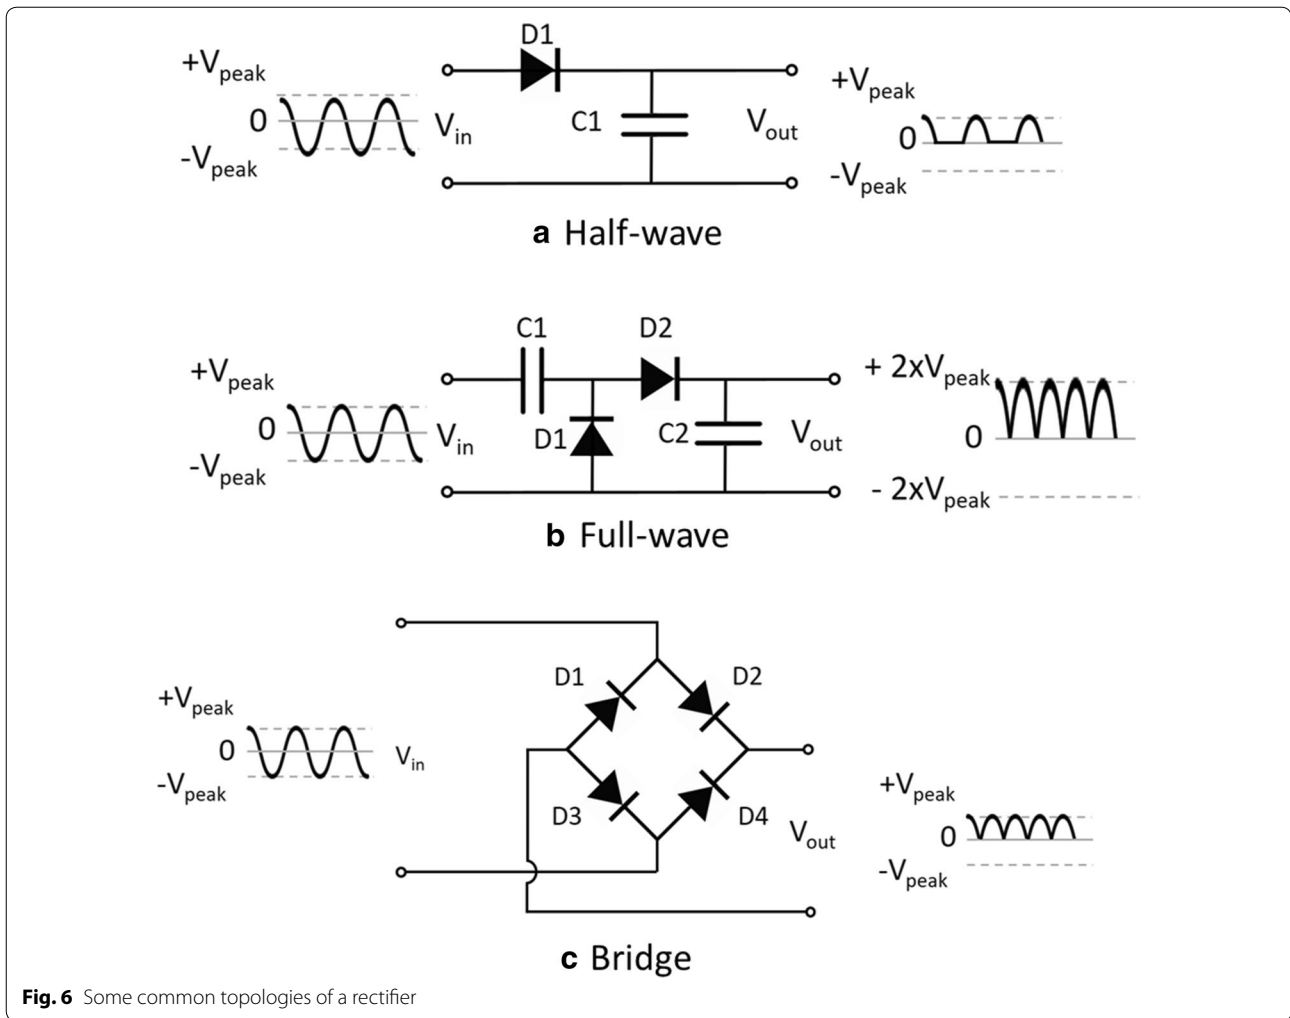 D1
+Vpeak
0
-Vpeak
Vin
C1
Vout
+Vpeak
0
-Vpeak
a Half-wave
C1
D2
+Vpeak
0
-Vpeak
Vin
D1
C2
Vout
+ 2xVpeak
0
- 2xVpeak
b Full-wave
D1
D2
+Vpeak
0
-Vpeak
Vin
D3
D4
Vout
+Vpeak
0
-Vpeak
c Bridge
Fig. 6 Some common topologies of a rectifier